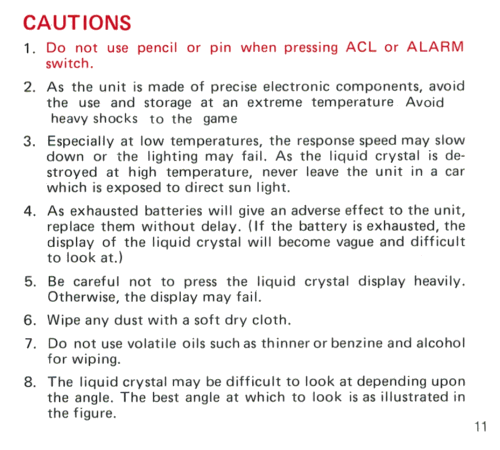 CAUTIONS
1. Do not use pencil or pin when pressing ACL or ALARM
switch.
2. As the unit is made of precise electronic components, avoid
the use and storage at an extreme temperature Avoid
heavy shocks to the game
3. Especially at low temperatures, the response speed may slow
down or the lighting may fail. As the liquid crystal is de-
stroyed at high temperature, never leave the unit in a car
which is exposed to direct sun light.
4. As exhausted batteries will give an adverse effect to the unit,
replace them without delay. (If the battery is exhausted, the
display of the liquid crystal will become vague and difficult
to look at.)
5. Be careful not to press the liquid crystal display heavily.
Otherwise, the display may fail.
6. Wipe any dust with a soft dry cloth.
7. Do not use volatile oils such as thinner or benzine and alcohol
for wiping.
8. The liquid crystal may be difficult to look at depending upon
the angle. The best angle at which to look is as illustrated in
the figure.
11